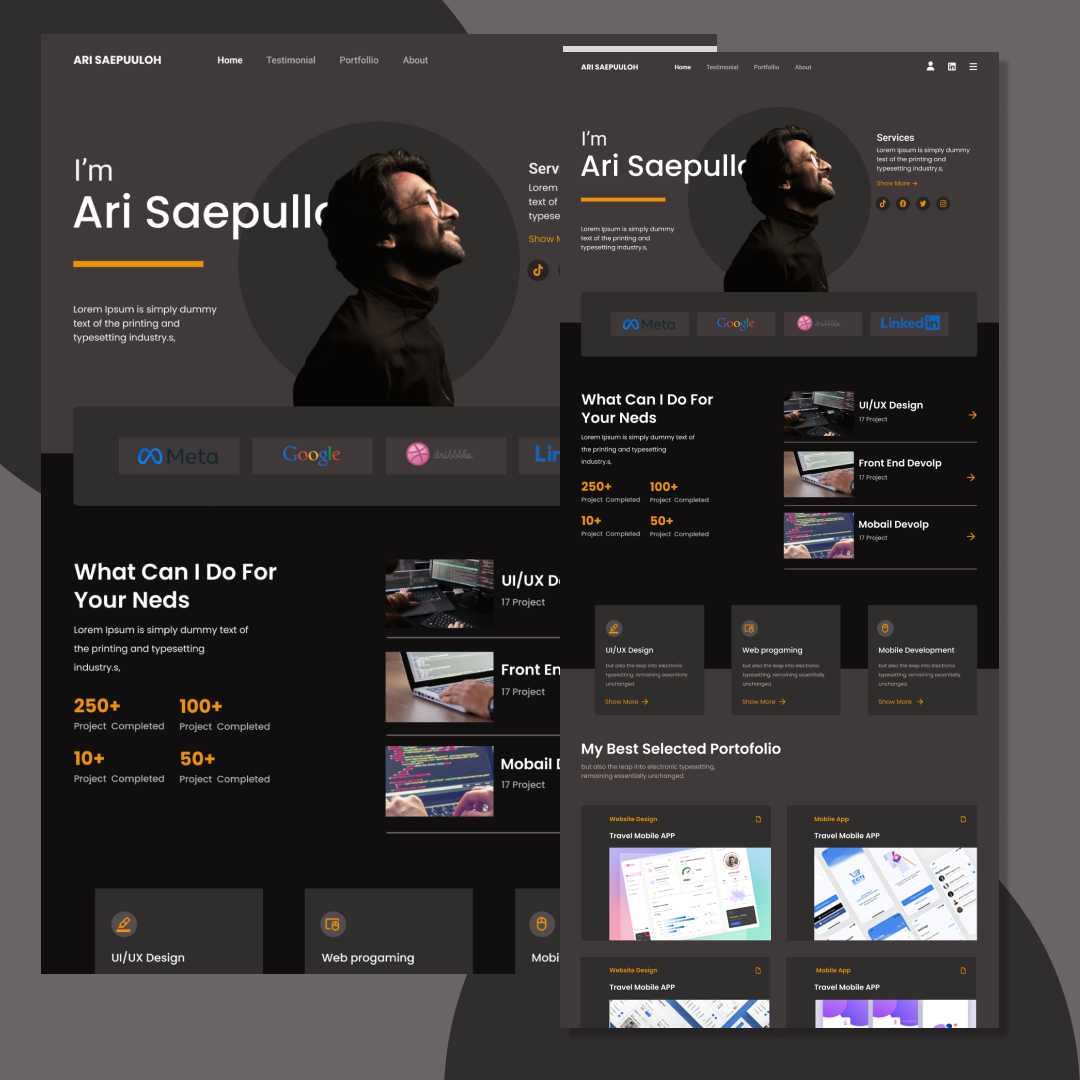 ARI SAEPUULOH
Home
Testimonial
Portfollio
About
I'm
Ari Saepullo
Lorem Ipsum is simply dummy
text of the printing and
typesetting industry.s,
Serv
Lorem
text of
typese
Show M
Meta
Google
dribbble
Lin
What Can I Do For
Your Neds
Lorem Ipsum is simply dummy text of
the printing and typesetting
industry.s,
250+
Project Completed
100+
Project Completed
10+
Project Completed
50+
Project Completed
UI/UX D
17 Project
Front En
17 Project
Mobail D
17 Project
UI/UX Design
Web progaming
Mobi
ARI SAEPUULOH
Home
Testimonial
Portfollio
About
I'm
Ari Saepullo
Lorem Ipsum is simply dummy
text of the printing and
typesetting industry.s,
Services
Lorem Ipsum is simply dummy
text of the printing and
typesetting industry.s,
Show More →
Meta
Google
dribbble
Linked in
What Can I Do For
Your Neds
Lorem Ipsum is simply dummy text of
the printing and typesetting
industry.s,
250+
Project Completed
100+
Project Completed
10+
Project Completed
50+
Project Completed
UI/UX Design
17 Project
Front End Devolp
17 Project
Mobail Devolp
17 Project
UI/UX Design
but also the leap into electronic
typesetting, remaining essentially
unchanged.
Show More →
Web progaming
but also the leap into electronic
typesetting, remaining essentially
unchanged.
Show More →
Mobile Development
but also the leap into electronic
typesetting, remaining essentially
unchanged.
Show More →
My Best Selected Portofolio
but also the leap into electronic typesetting,
remaining essentially unchanged.
Website Design
Travel Mobile APP
Mobile App
Travel Mobile APP
ZEN
Website Design
Travel Mobile APP
Mobile App
Travel Mobile APP